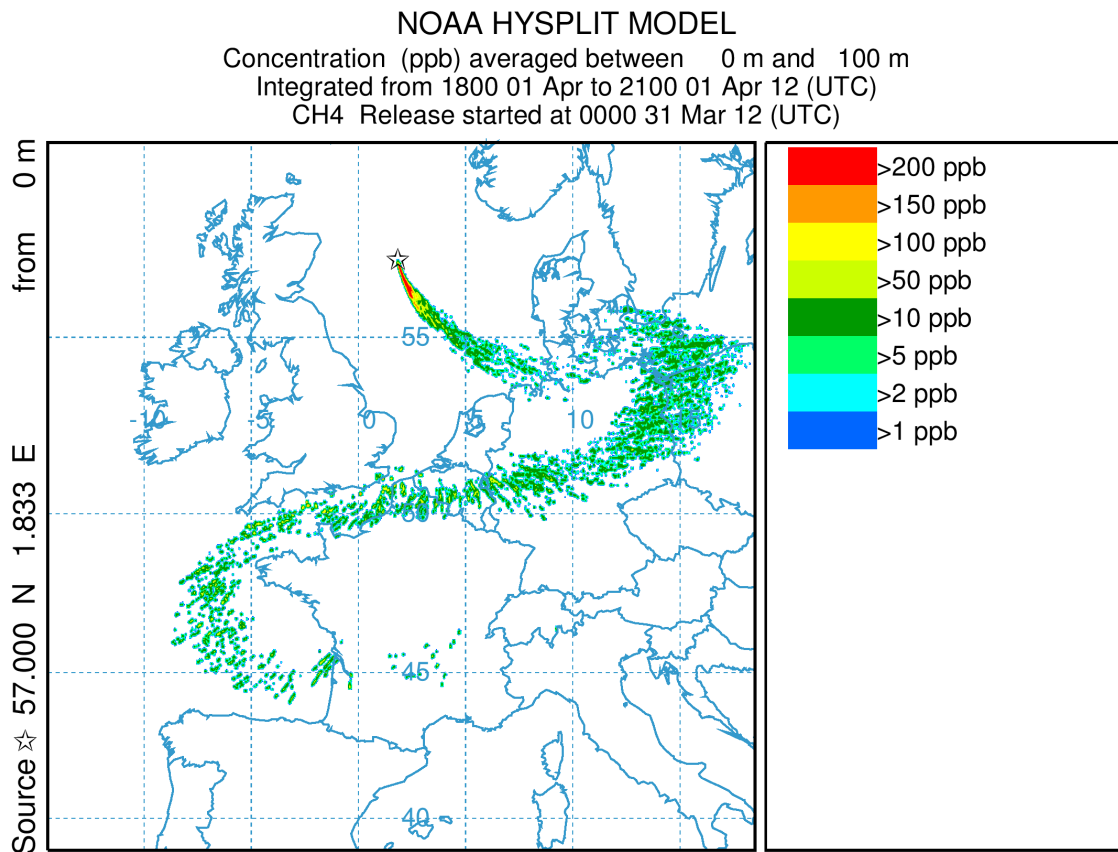 NOAA HYSPLIT MODEL
Concentration (ppb) averaged between 0 m and 100 m
Integrated from 1800 01 Apr to 2100 01 Apr 12 (UTC)
CH4 Release started at 0000 31 Mar 12 (UTC)
Source ☆ 57.000 N 1.833 E from 0 m
>200 ppb
>150 ppb
>100 ppb
>50 ppb
>10 ppb
>5 ppb
>2 ppb
>1 ppb
55
-10 -5 0 5 10
50
45
40